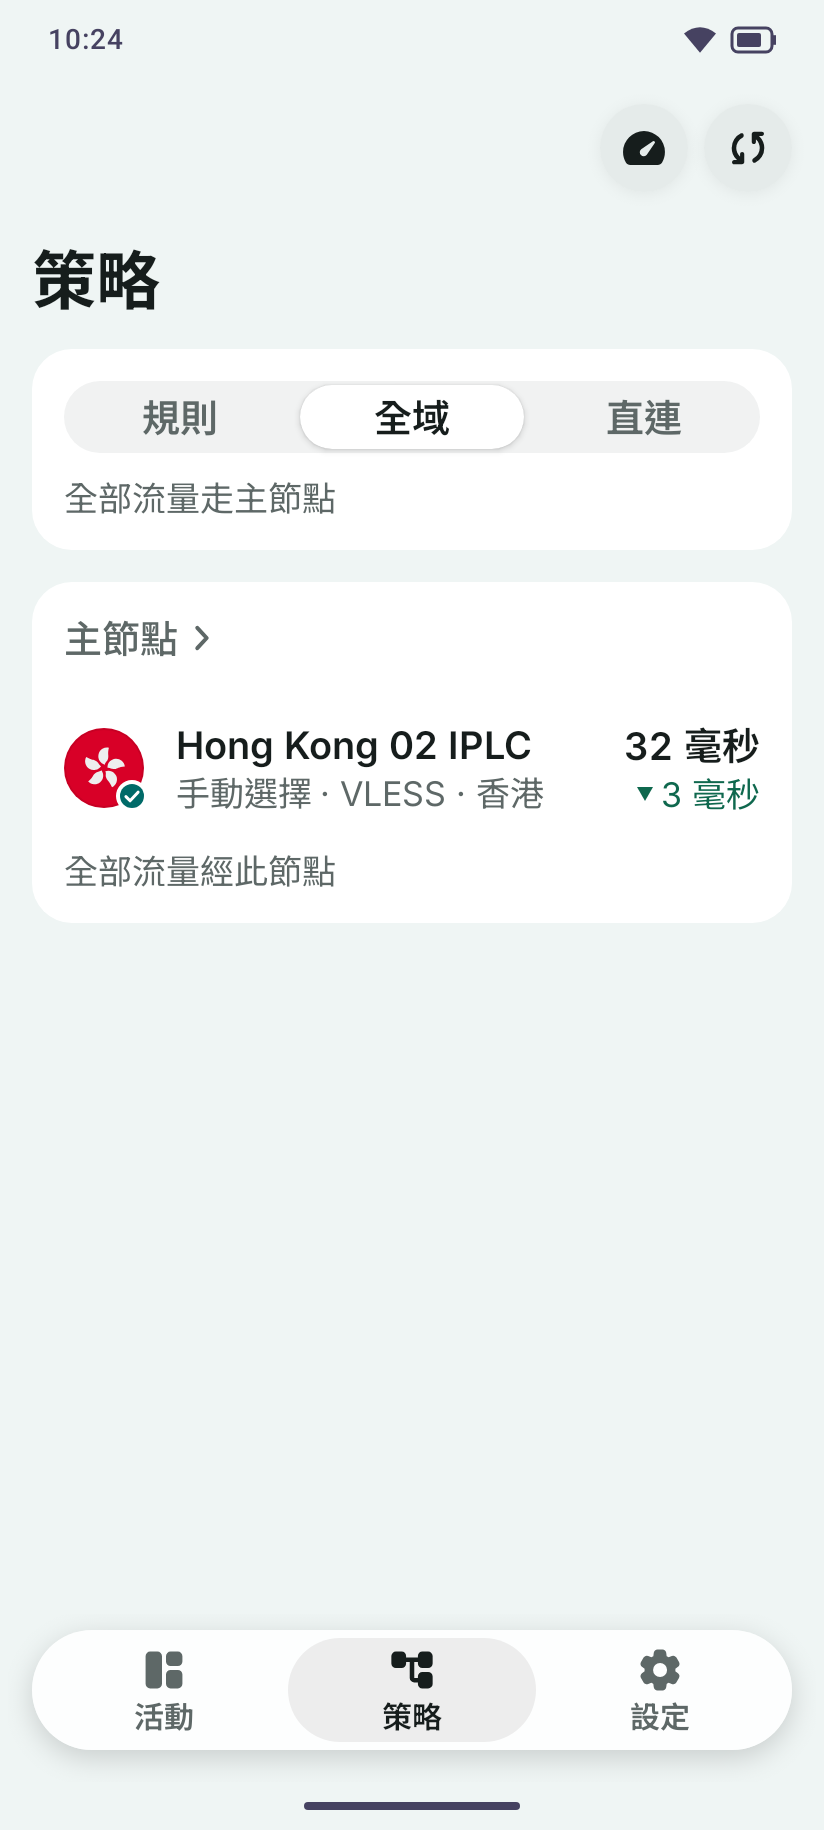 10:24
策略
規則 全域 直連
全部流量走主節點
主節點
Hong Kong 02 IPLC 32 毫秒
手動選擇 · VLESS · 香港 ▼3 毫秒
全部流量經此節點
活動 策略 設定